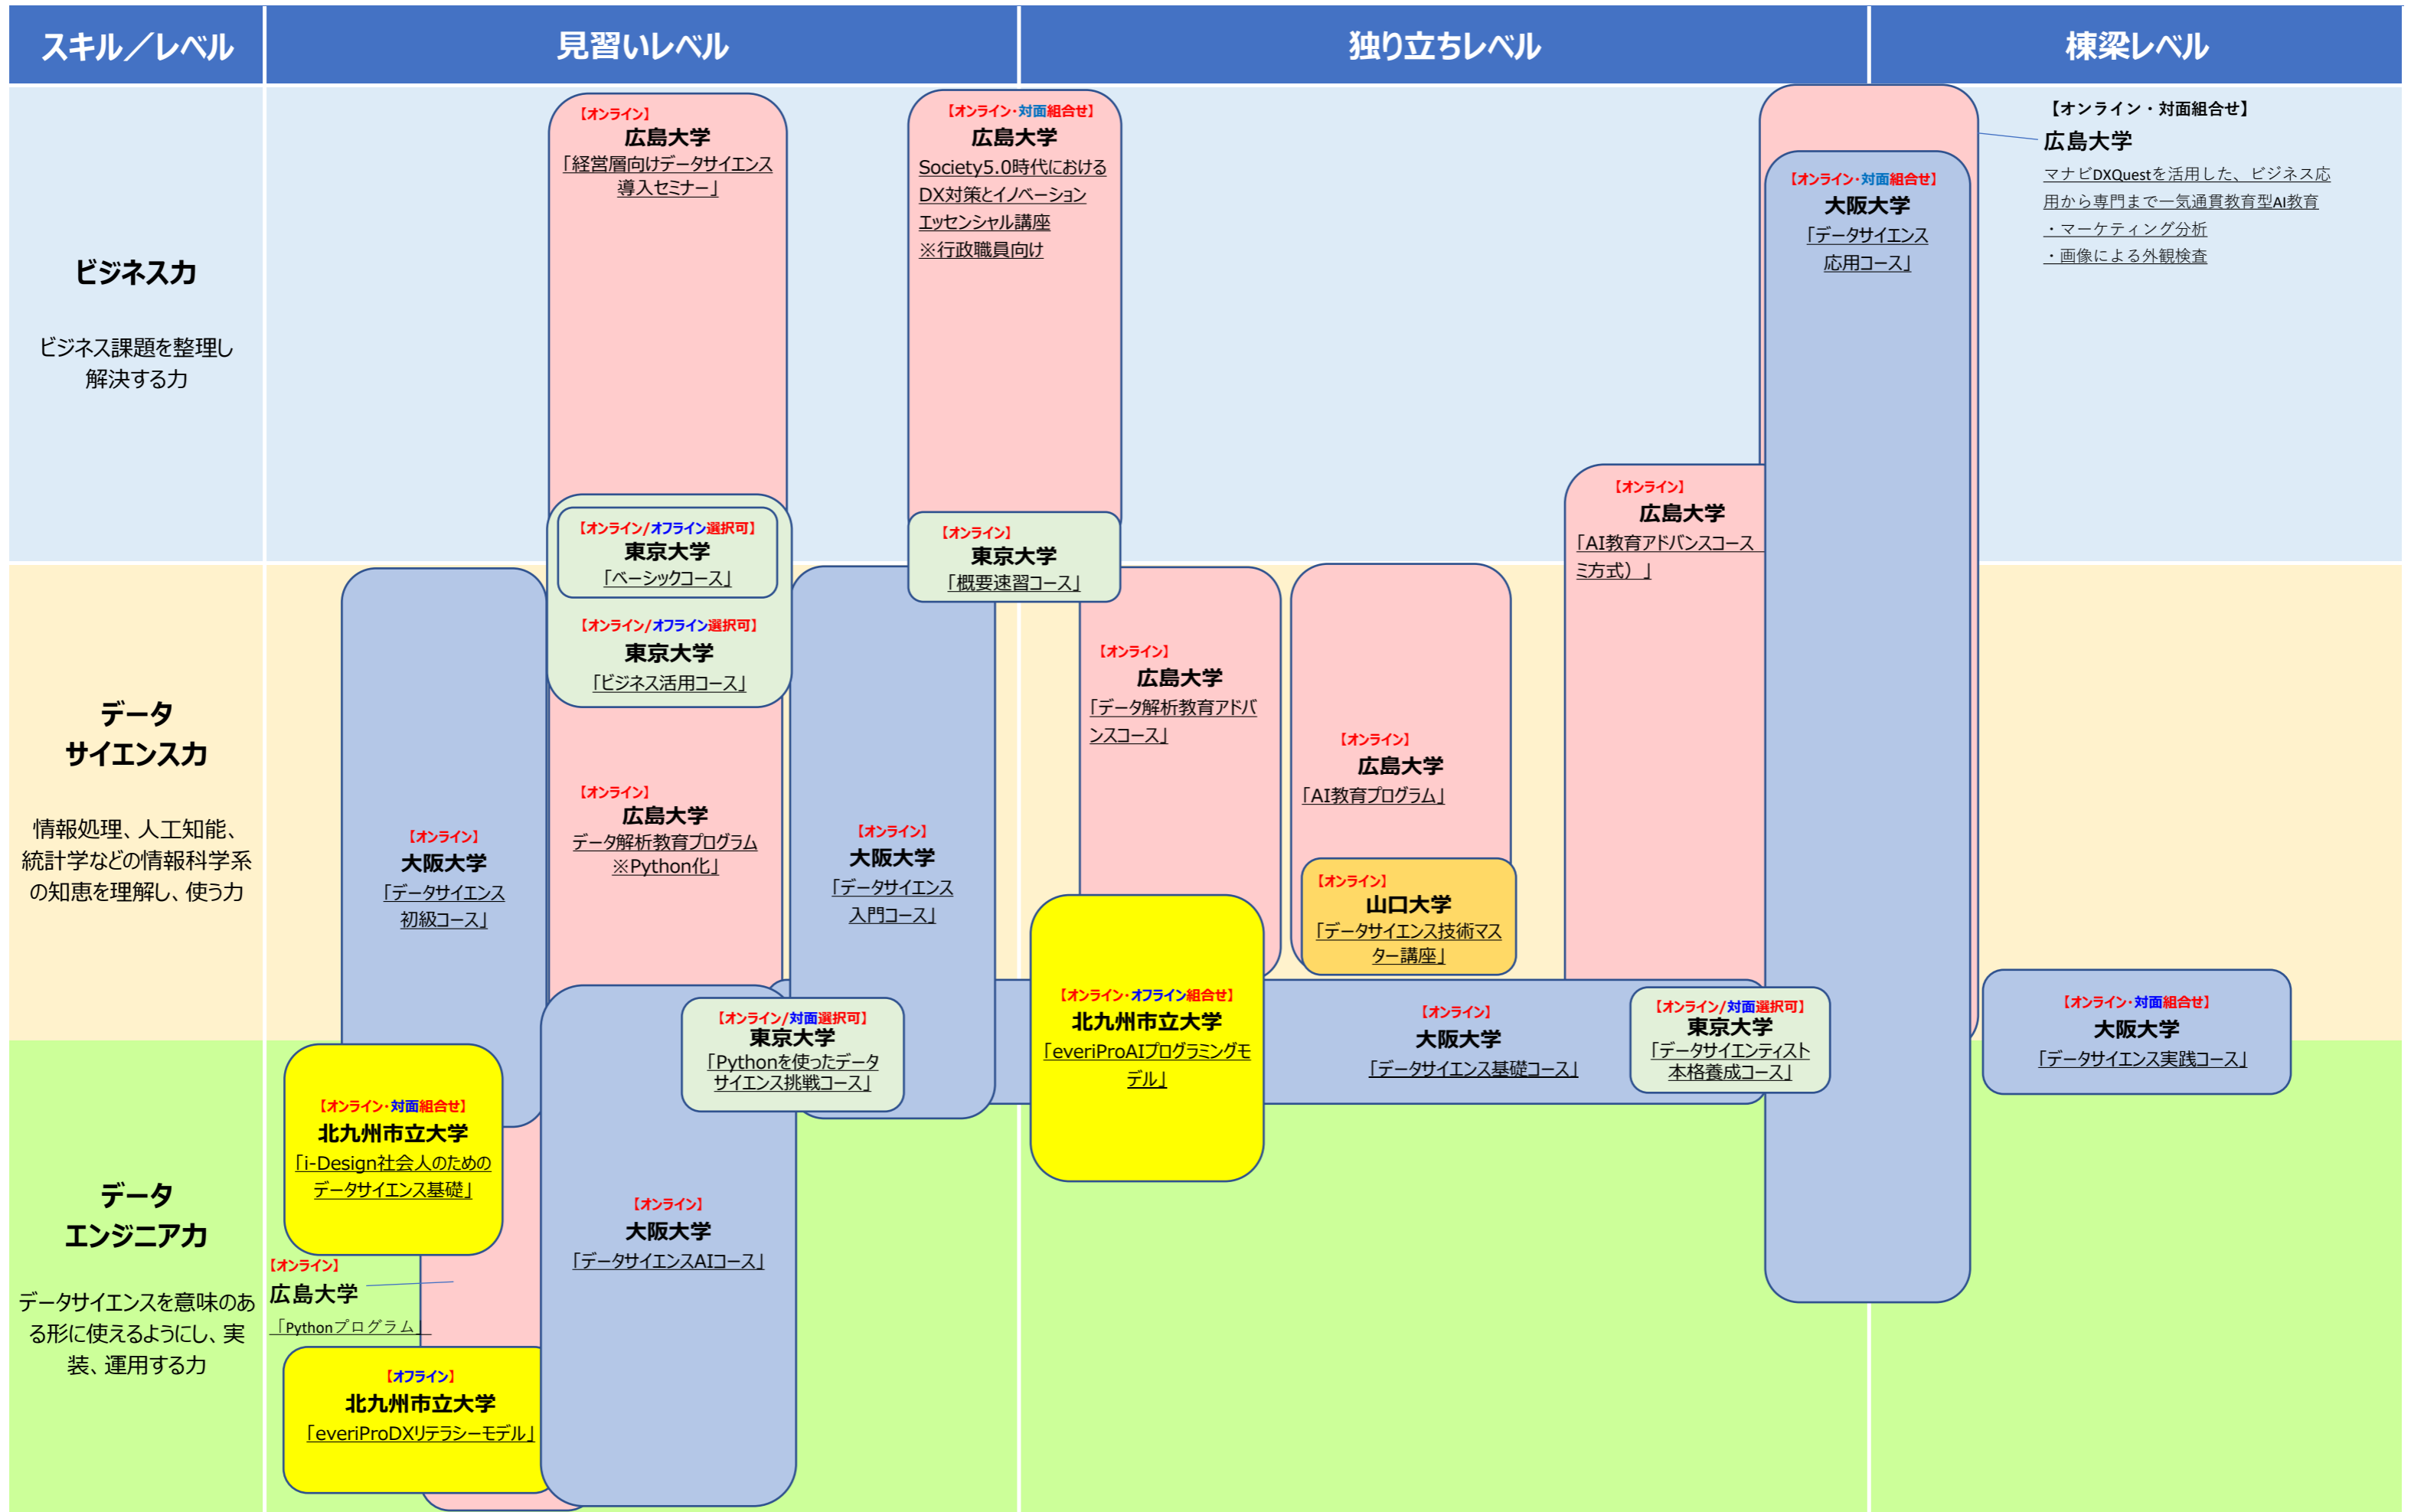 スキル／レベル
見習いレベル
独り立ちレベル
棟梁レベル
ビジネス力
ビジネス課題を整理し
解決する力
【オンライン】
広島大学
「経営層向けデータサイエンス
導入セミナー」
【オンライン・対面組合せ】
広島大学
Society5.0時代における
DX対策とイノベーション
エッセンシャル講座
※行政職員向け
【オンライン・対面組合せ】
大阪大学
「データサイエンス
応用コース」
【オンライン・対面組合せ】
広島大学
マナビDXQuestを活用した、ビジネス応
用から専門まで一気通貫教育型AI教育
・マーケティング分析
・画像による外観検査
【オンライン/オフライン選択可】
東京大学
「ベーシックコース」
【オンライン】
東京大学
「概要速習コース」
【オンライン】
広島大学
「AI教育アドバンスコース
ミ方式）」
データ
サイエンス力
情報処理、人工知能、
統計学などの情報科学系
の知恵を理解し、使う力
【オンライン/オフライン選択可】
東京大学
「ビジネス活用コース」
【オンライン】
大阪大学
「データサイエンス
初級コース」
【オンライン】
広島大学
データ解析教育プログラム
※Python化」
【オンライン】
大阪大学
「データサイエンス
入門コース」
【オンライン】
広島大学
「データ解析教育アドバ
ンスコース」
【オンライン】
広島大学
「AI教育プログラム」
【オンライン】
山口大学
「データサイエンス技術マス
ター講座」
【オンライン/対面選択可】
東京大学
「Pythonを使ったデータ
サイエンス挑戦コース」
【オンライン・オフライン組合せ】
北九州市立大学
「everiProAIプログラミングモ
デル」
【オンライン】
大阪大学
「データサイエンス基礎コース」
【オンライン/対面選択可】
東京大学
「データサイエンティスト
本格養成コース」
【オンライン・対面組合せ】
大阪大学
「データサイエンス実践コース」
データ
エンジニア力
データサイエンスを意味のあ
る形に使えるようにし、実
装、運用する力
【オンライン・対面組合せ】
北九州市立大学
「i-Design社会人のための
データサイエンス基礎」
【オンライン】
広島大学
「Pythonプログラム」
【オンライン】
大阪大学
「データサイエンスAIコース」
【オフライン】
北九州市立大学
「everiProDXリテラシーモデル」